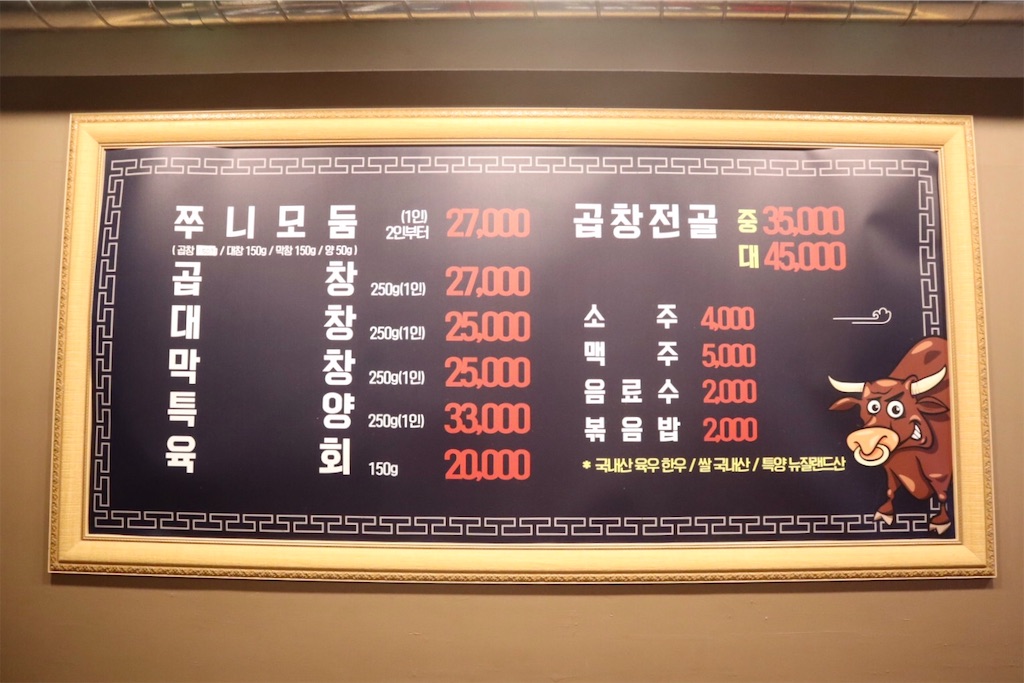 쭈니모둠 (1인) 2인부터 27,000
( 곱창 / 대창 150g / 막창 150g / 양 50g )
곱창 250g(1인) 27,000
대창 250g(1인) 25,000
막창 250g(1인) 25,000
특양 250g(1인) 33,000
육회 150g 20,000
곱창전골 중 35,000
대 45,000
소주 4,000
맥주 5,000
음료수 2,000
볶음밥 2,000
* 국내산 육우 한우 / 쌀 국내산 / 특양 뉴질랜드산